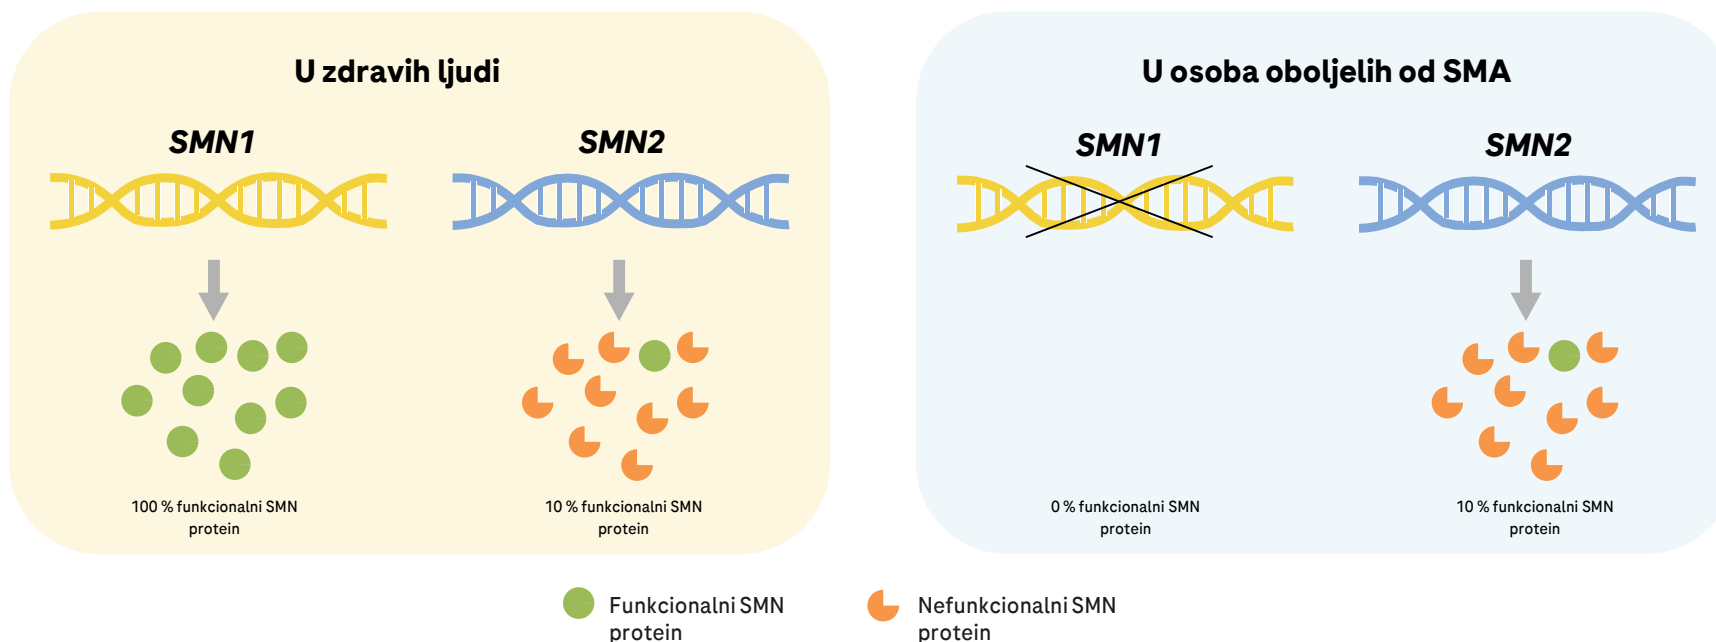 U zdravih ljudi
SMN1
SMN2
100 % funkcionalni SMN
protein
10 % funkcionalni SMN
protein
U osoba oboljelih od SMA
SMN1
SMN2
0 % funkcionalni SMN
protein
10 % funkcionalni SMN
protein
Funkcionalni SMN
protein
Nefunkcionalni SMN
protein